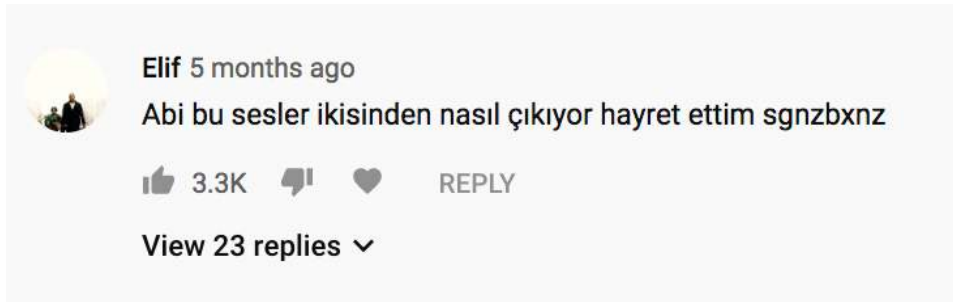 Elif 5 months ago
Abi bu sesler ikisinden nasıl çıkıyor hayret ettim sgnzbxnz
3.3K REPLY
View 23 replies